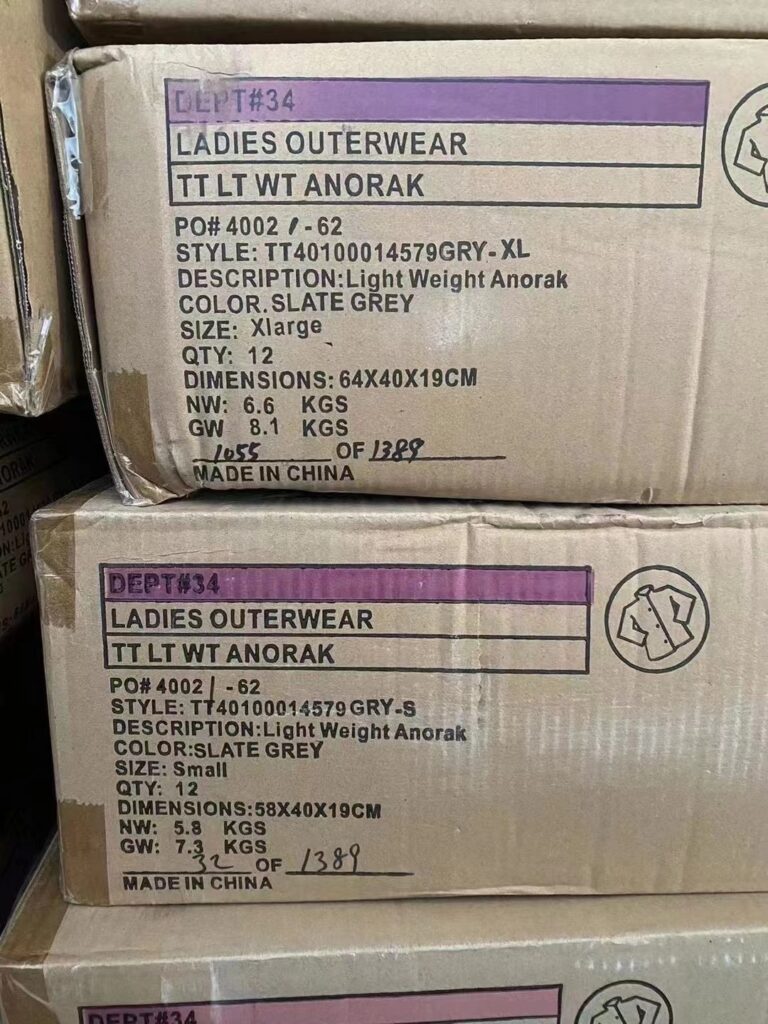 DEPT#34
LADIES OUTERWEAR
TT LT WT ANORAK
PO# 4002 / - 62
STYLE: TT40100014579GRY-XL
DESCRIPTION:Light Weight Anorak
COLOR.SLATE GREY
SIZE: Xlarge
QTY: 12
DIMENSIONS: 64X40X19CM
NW: 6.6 KGS
GW 8.1 KGS
1055 OF 1389
MADE IN CHINA
DEPT#34
LADIES OUTERWEAR
TT LT WT ANORAK
PO# 4002 | - 62
STYLE: TT40100014579GRY-S
DESCRIPTION:Light Weight Anorak
COLOR:SLATE GREY
SIZE: Small
QTY: 12
DIMENSIONS:58X40X19CM
NW: 5.8 KGS
GW: 7.3 KGS
32 OF 1389
MADE IN CHINA
DEPT#34